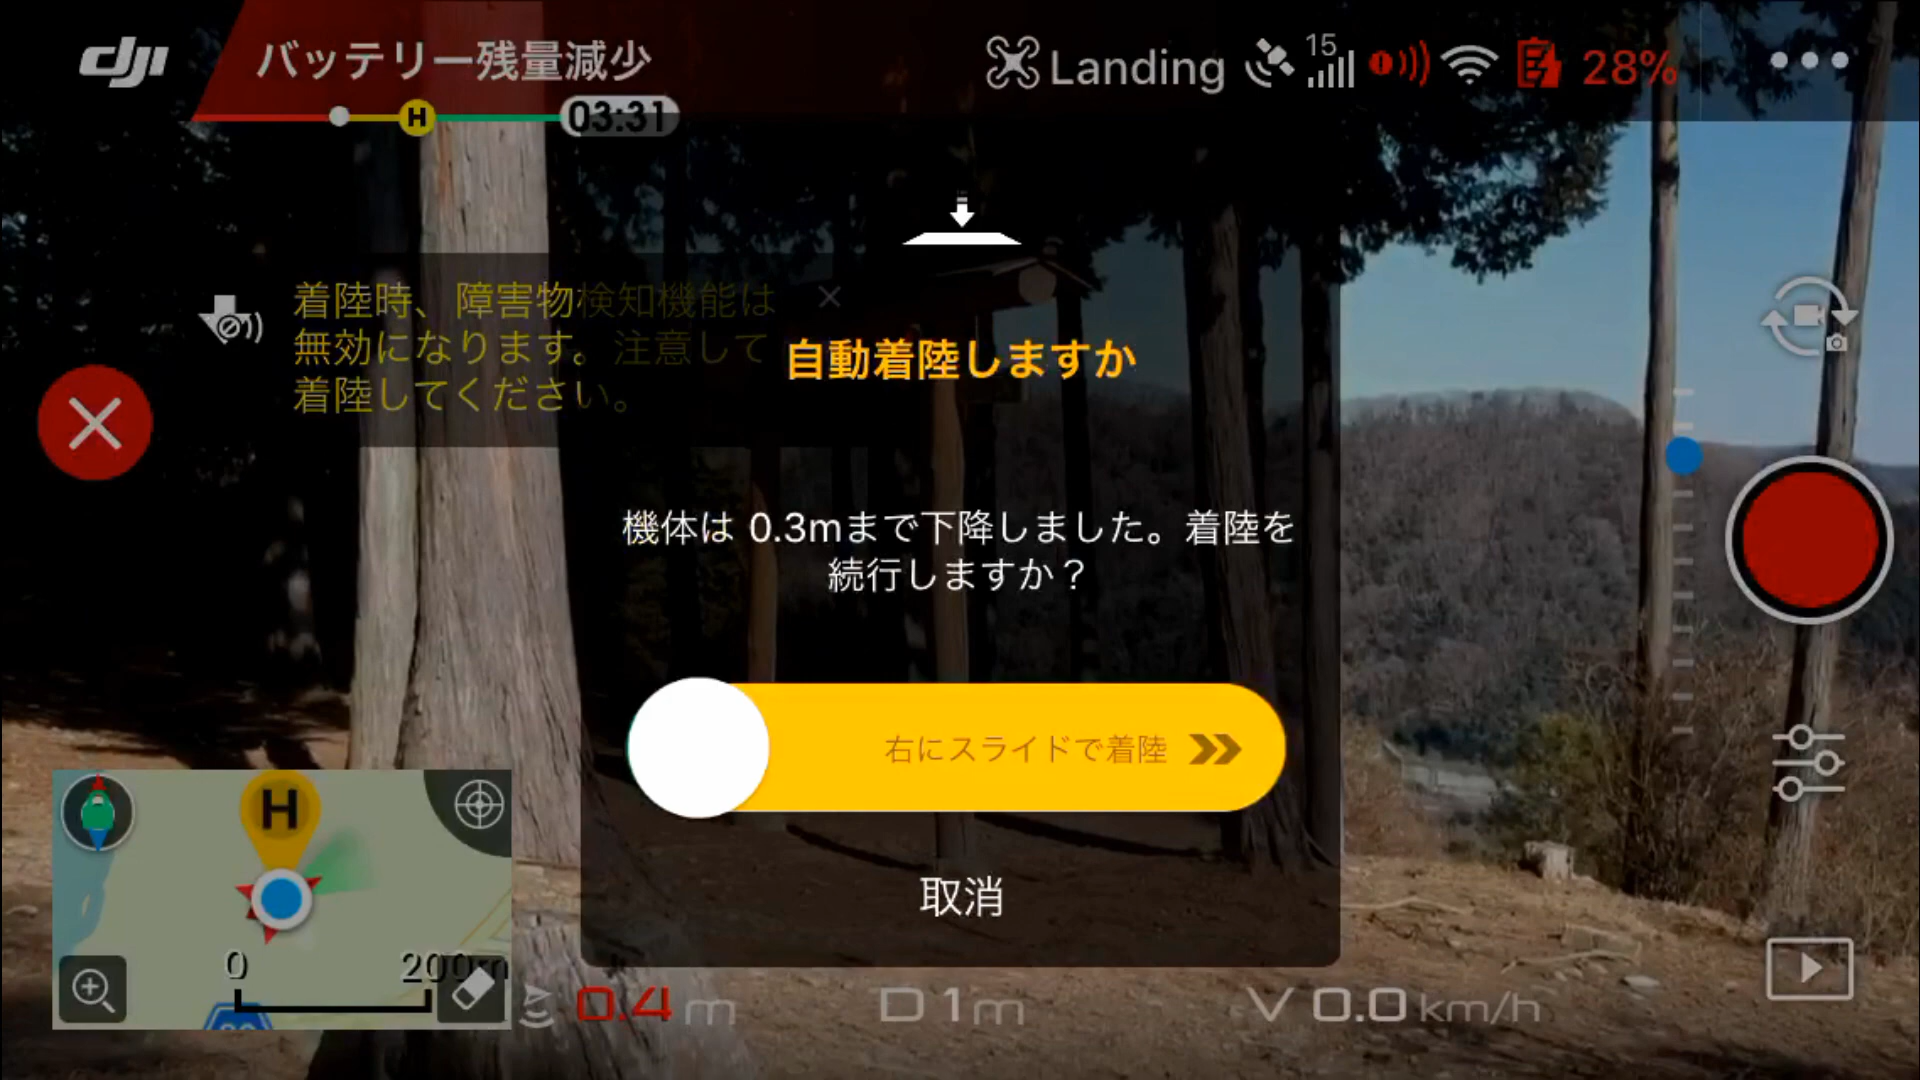 dji
バッテリー残量減少
Landing
15
28%
H
03:31
着陸時、障害物検知機能は
無効になります。注意して
着陸してください。
自動着陸しますか
機体は 0.3mまで下降しました。着陸を
続行しますか？
右にスライドで着陸
取消
H
0
200m
0.4 m
D 1m
V 0.0 km/h